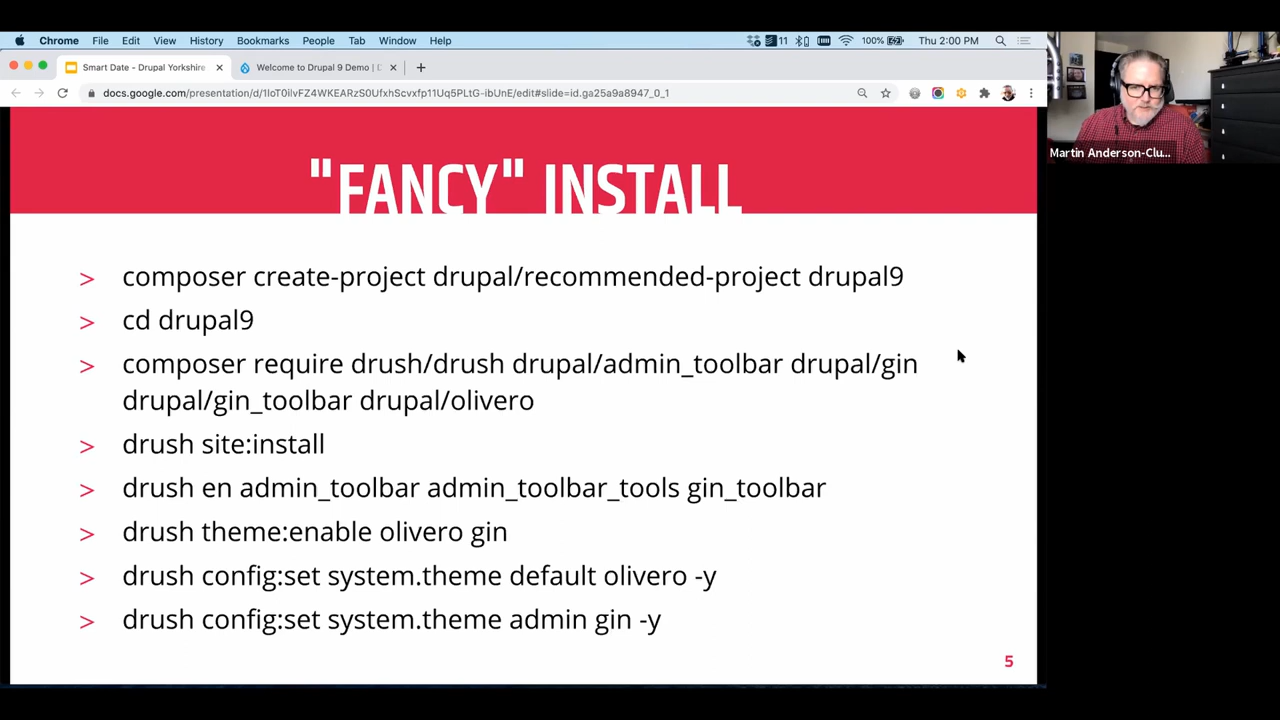 Chrome File Edit View History Bookmarks People Tab Window Help 11 100% Thu 2:00 PM
Smart Date - Drupal Yorkshire Welcome to Drupal 9 Demo | D
docs.google.com/presentation/d/1IoT0ilvFZ4WKEARzS0UfxhScvxfp11Uq5PLtG-ibUnE/edit#slide=id.ga25a9a8947_0_1
Martin Anderson-Clu...
"FANCY" INSTALL
> composer create-project drupal/recommended-project drupal9
> cd drupal9
> composer require drush/drush drupal/admin_toolbar drupal/gin
drupal/gin_toolbar drupal/olivero
> drush site:install
> drush en admin_toolbar admin_toolbar_tools gin_toolbar
> drush theme:enable olivero gin
> drush config:set system.theme default olivero -y
> drush config:set system.theme admin gin -y
5